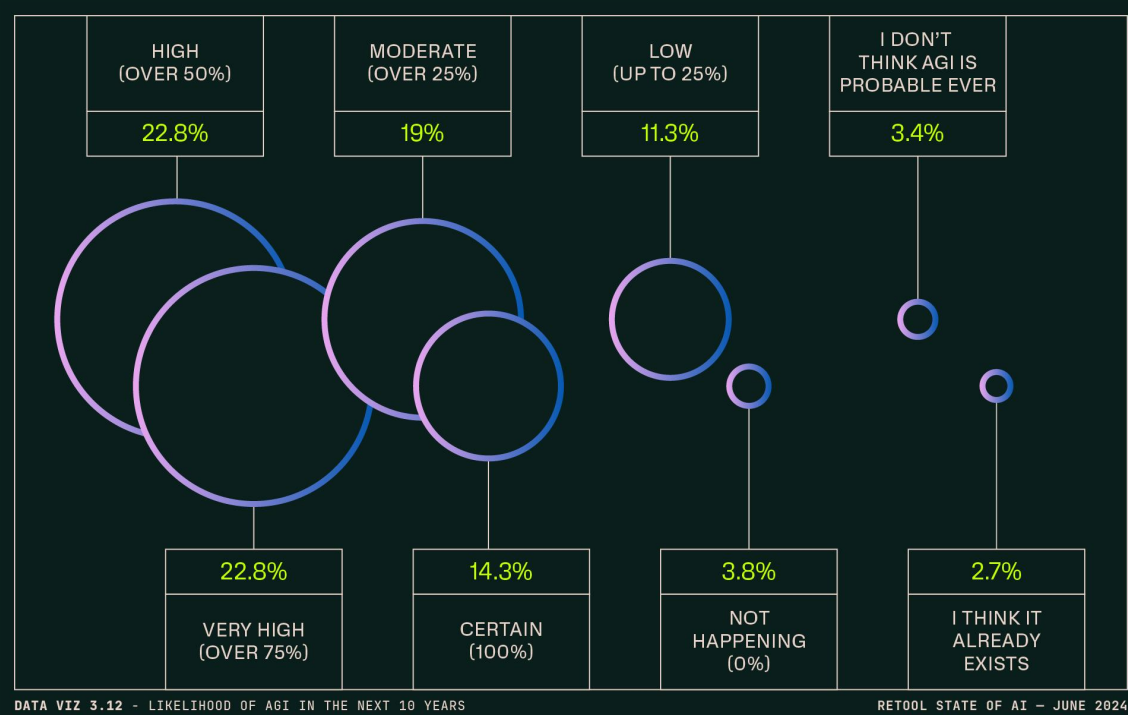 HIGH
(OVER 50%)
22.8%
MODERATE
(OVER 25%)
19%
LOW
(UP TO 25%)
11.3%
I DON'T
THINK AGI IS
PROBABLE EVER
3.4%
22.8%
VERY HIGH
(OVER 75%)
14.3%
CERTAIN
(100%)
3.8%
NOT
HAPPENING
(0%)
2.7%
I THINK IT
ALREADY
EXISTS
DATA VIZ 3.12 - LIKELIHOOD OF AGI IN THE NEXT 10 YEARS
RETOOL STATE OF AI — JUNE 2024